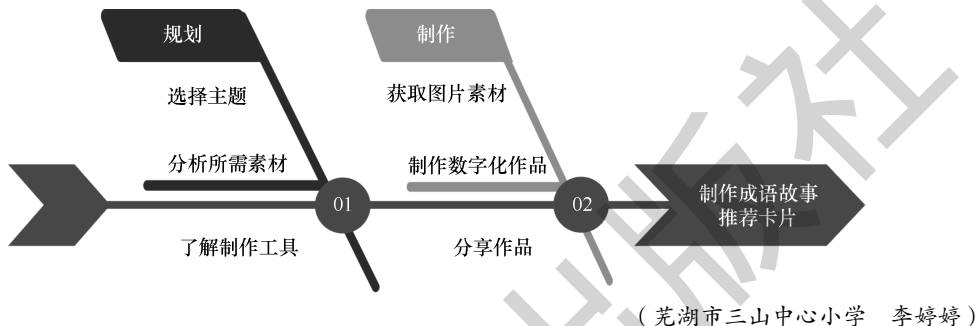 规划
选择主题
分析所需素材
了解制作工具
01
制作
获取图片素材
制作数字化作品
分享作品
02
制作成语故事
推荐卡片
（芜湖市三山中心小学　李婷婷）
出版社